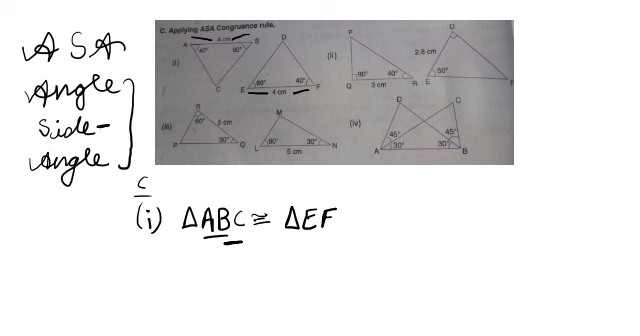 A S A
Angle
Side-
Angle
C. Applying ASA Congruence rule.
(i)
A
4 cm
B
40°
60°
C
D
E
60°
40°
F
4 cm
(ii)
P
90°
40°
Q
3 cm
R
D
2.8 cm
50°
E
F
(iii)
R
60°
5 cm
30°
P
Q
M
60°
30°
L
5 cm
N
(iv)
D
C
45°
45°
30°
30°
A
B
C
(i) ΔABC ≅ ΔEF